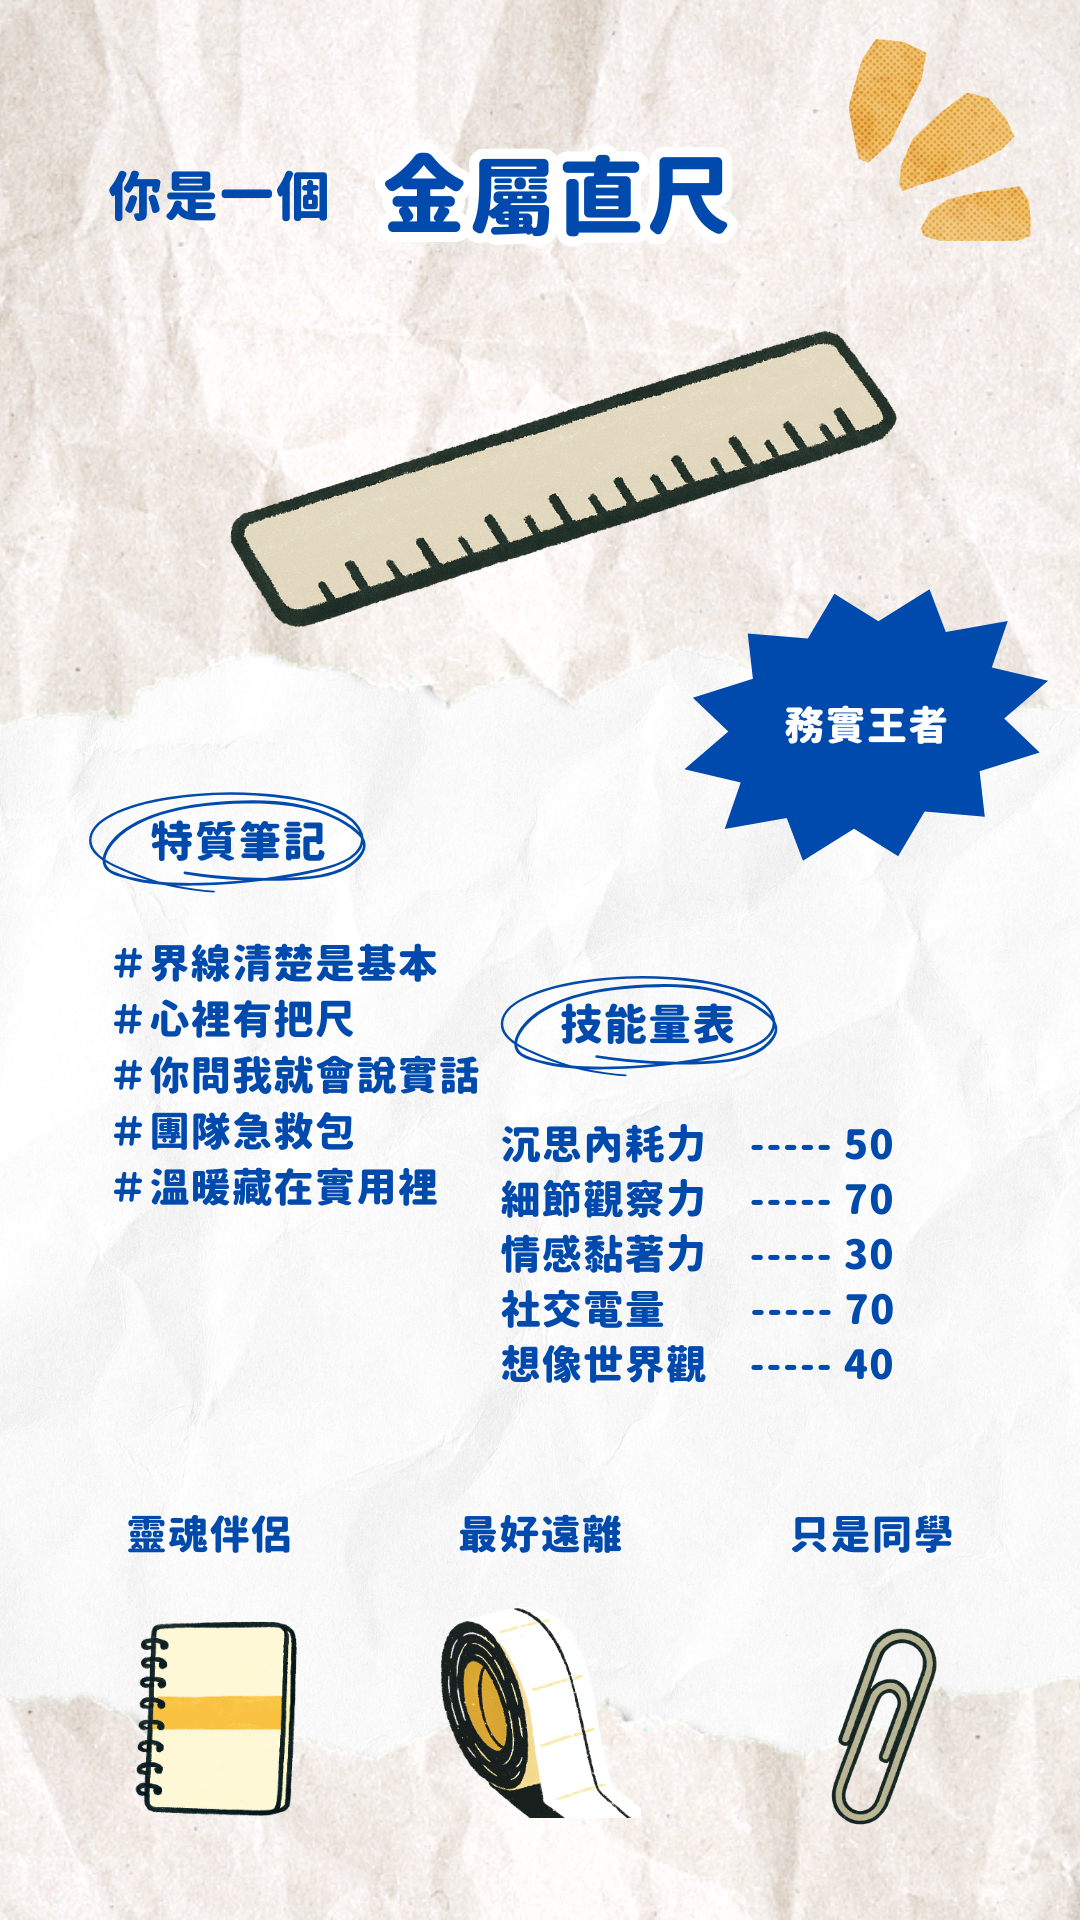 你是一個 金屬直尺
務實王者
特質筆記
#界線清楚是基本
#心裡有把尺
#你問我就會說實話
#團隊急救包
#溫暖藏在實用裡
技能量表
沉思內耗力 ----- 50
細節觀察力 ----- 70
情感黏著力 ----- 30
社交電量 ----- 70
想像世界觀 ----- 40
靈魂伴侶
最好遠離
只是同學